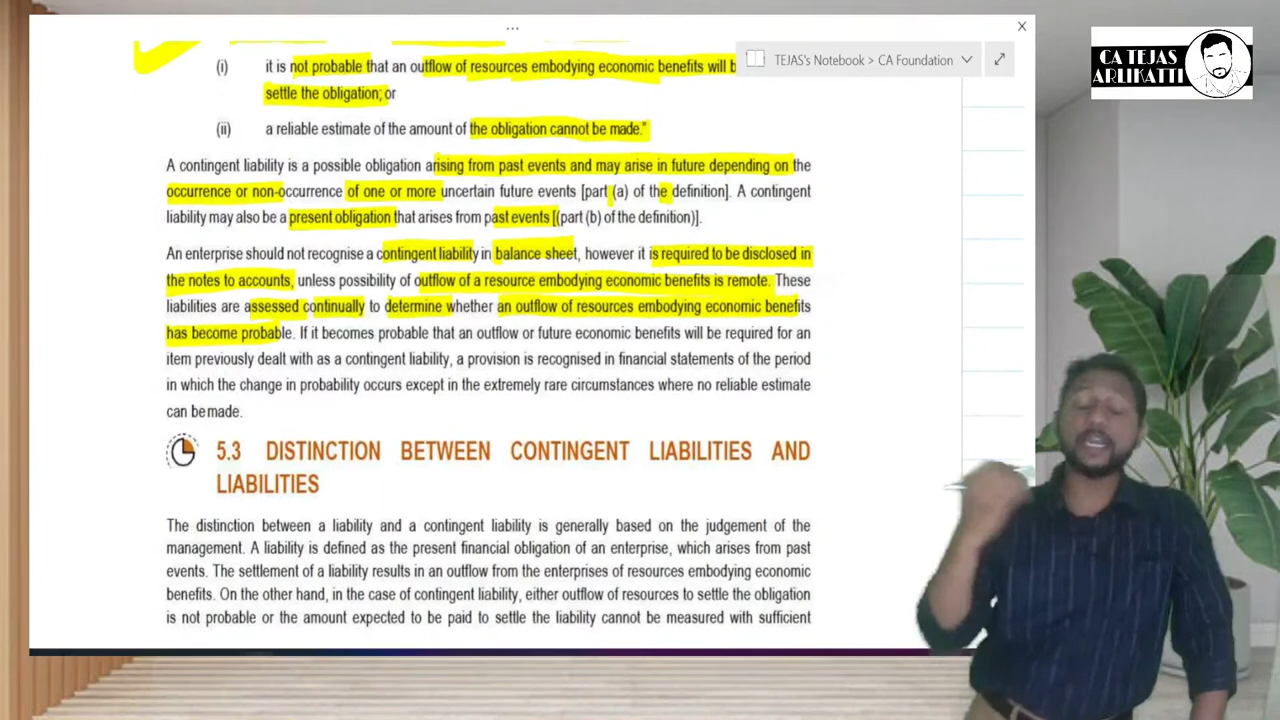 ...
X
CA TEJAS
ARLIKATTI
TEJAS's Notebook > CA Foundation
(i) it is not probable that an outflow of resources embodying economic benefits will b
settle the obligation; or
(ii) a reliable estimate of the amount of the obligation cannot be made."
A contingent liability is a possible obligation arising from past events and may arise in future depending on the
occurrence or non-occurrence of one or more uncertain future events [part (a) of the definition]. A contingent
liability may also be a present obligation that arises from past events [(part (b) of the definition)].
An enterprise should not recognise a contingent liability in balance sheet, however it is required to be disclosed in
the notes to accounts, unless possibility of outflow of a resource embodying economic benefits is remote. These
liabilities are assessed continually to determine whether an outflow of resources embodying economic benefits
has become probable. If it becomes probable that an outflow or future economic benefits will be required for an
item previously dealt with as a contingent liability, a provision is recognised in financial statements of the period
in which the change in probability occurs except in the extremely rare circumstances where no reliable estimate
can be made.
5.3 DISTINCTION BETWEEN CONTINGENT LIABILITIES AND
LIABILITIES
The distinction between a liability and a contingent liability is generally based on the judgement of the
management. A liability is defined as the present financial obligation of an enterprise, which arises from past
events. The settlement of a liability results in an outflow from the enterprises of resources embodying economic
benefits. On the other hand, in the case of contingent liability, either outflow of resources to settle the obligation
is not probable or the amount expected to be paid to settle the liability cannot be measured with sufficient